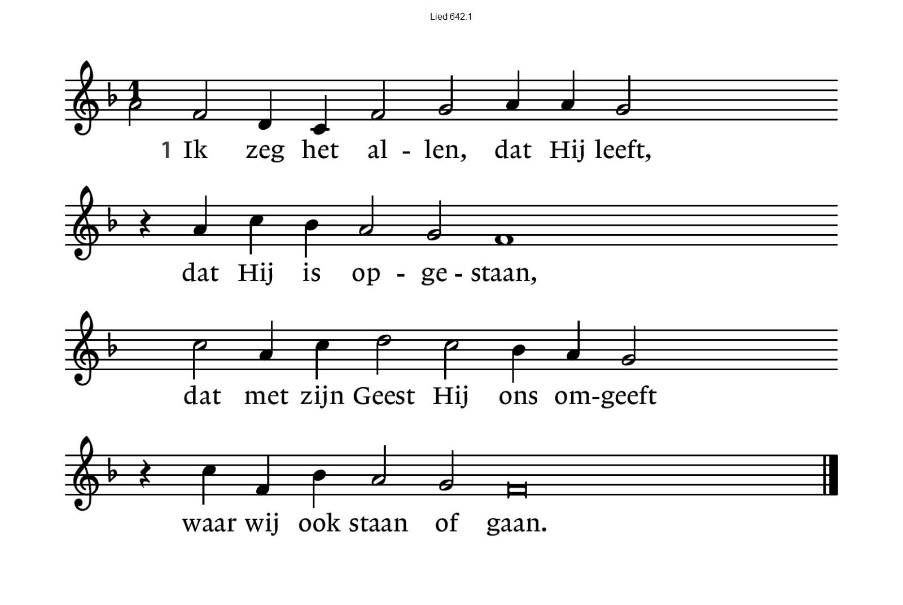 Lied 642.1
1
1 Ik zeg het al - len, dat Hij leeft,
dat Hij is op - ge - staan,
dat met zijn Geest Hij ons om-geeft
waar wij ook staan of gaan.